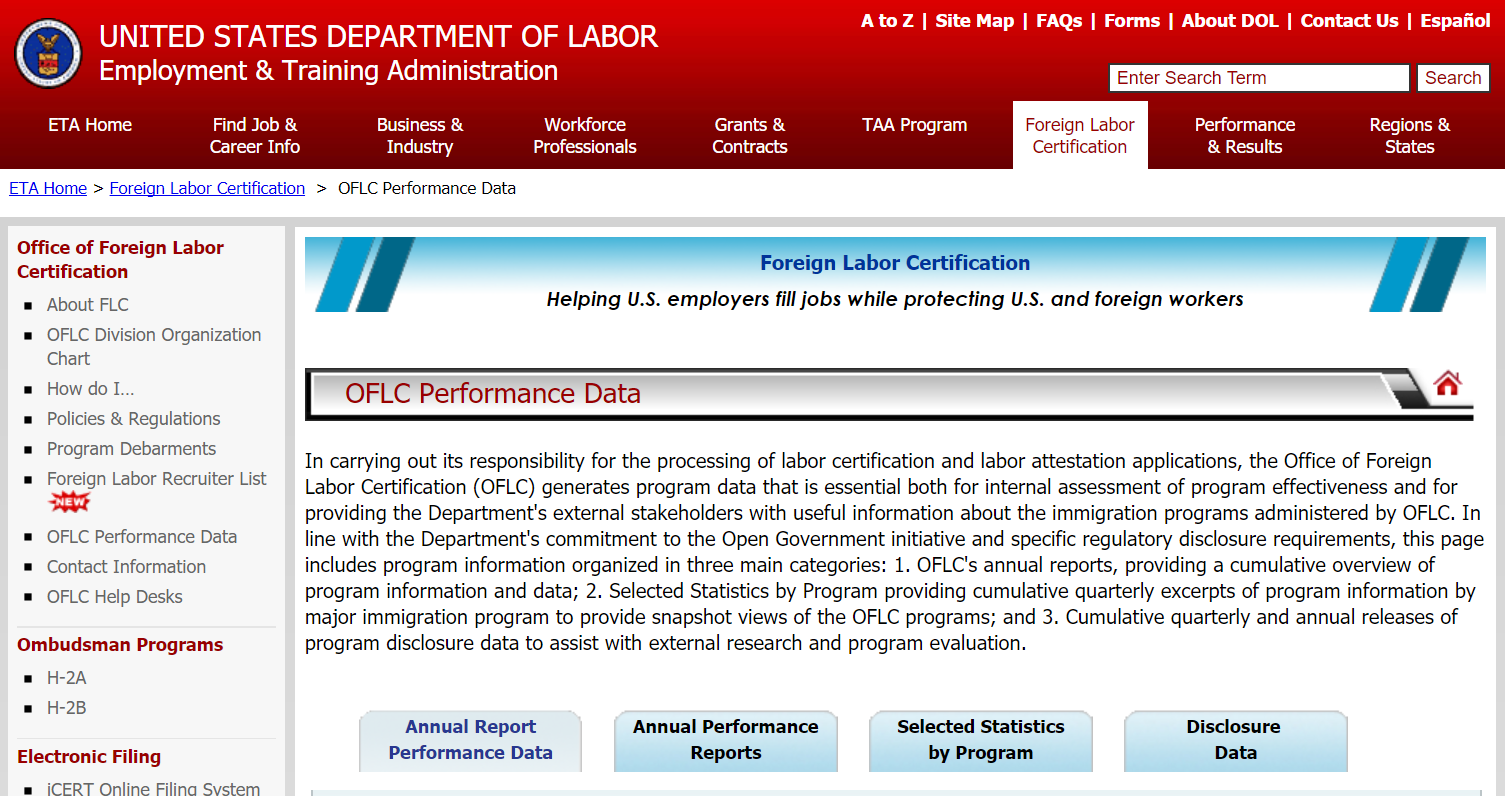 UNITED STATES DEPARTMENT OF LABOR
Employment & Training Administration
A to Z | Site Map | FAQs | Forms | About DOL | Contact Us | Español
Enter Search Term Search
ETA Home
Find Job &
Career Info
Business &
Industry
Workforce
Professionals
Grants &
Contracts
TAA Program
Foreign Labor
Certification
Performance
& Results
Regions &
States
ETA Home > Foreign Labor Certification > OFLC Performance Data
Office of Foreign Labor
Certification
About FLC
OFLC Division Organization
Chart
How do I...
Policies & Regulations
Program Debarments
Foreign Labor Recruiter List
NEW
OFLC Performance Data
Contact Information
OFLC Help Desks
Ombudsman Programs
H-2A
H-2B
Electronic Filing
iCERT Online Filing System
Foreign Labor Certification
Helping U.S. employers fill jobs while protecting U.S. and foreign workers
OFLC Performance Data
In carrying out its responsibility for the processing of labor certification and labor attestation applications, the Office of Foreign
Labor Certification (OFLC) generates program data that is essential both for internal assessment of program effectiveness and for
providing the Department's external stakeholders with useful information about the immigration programs administered by OFLC. In
line with the Department's commitment to the Open Government initiative and specific regulatory disclosure requirements, this page
includes program information organized in three main categories: 1. OFLC's annual reports, providing a cumulative overview of
program information and data; 2. Selected Statistics by Program providing cumulative quarterly excerpts of program information by
major immigration program to provide snapshot views of the OFLC programs; and 3. Cumulative quarterly and annual releases of
program disclosure data to assist with external research and program evaluation.
Annual Report
Performance Data
Annual Performance
Reports
Selected Statistics
by Program
Disclosure
Data